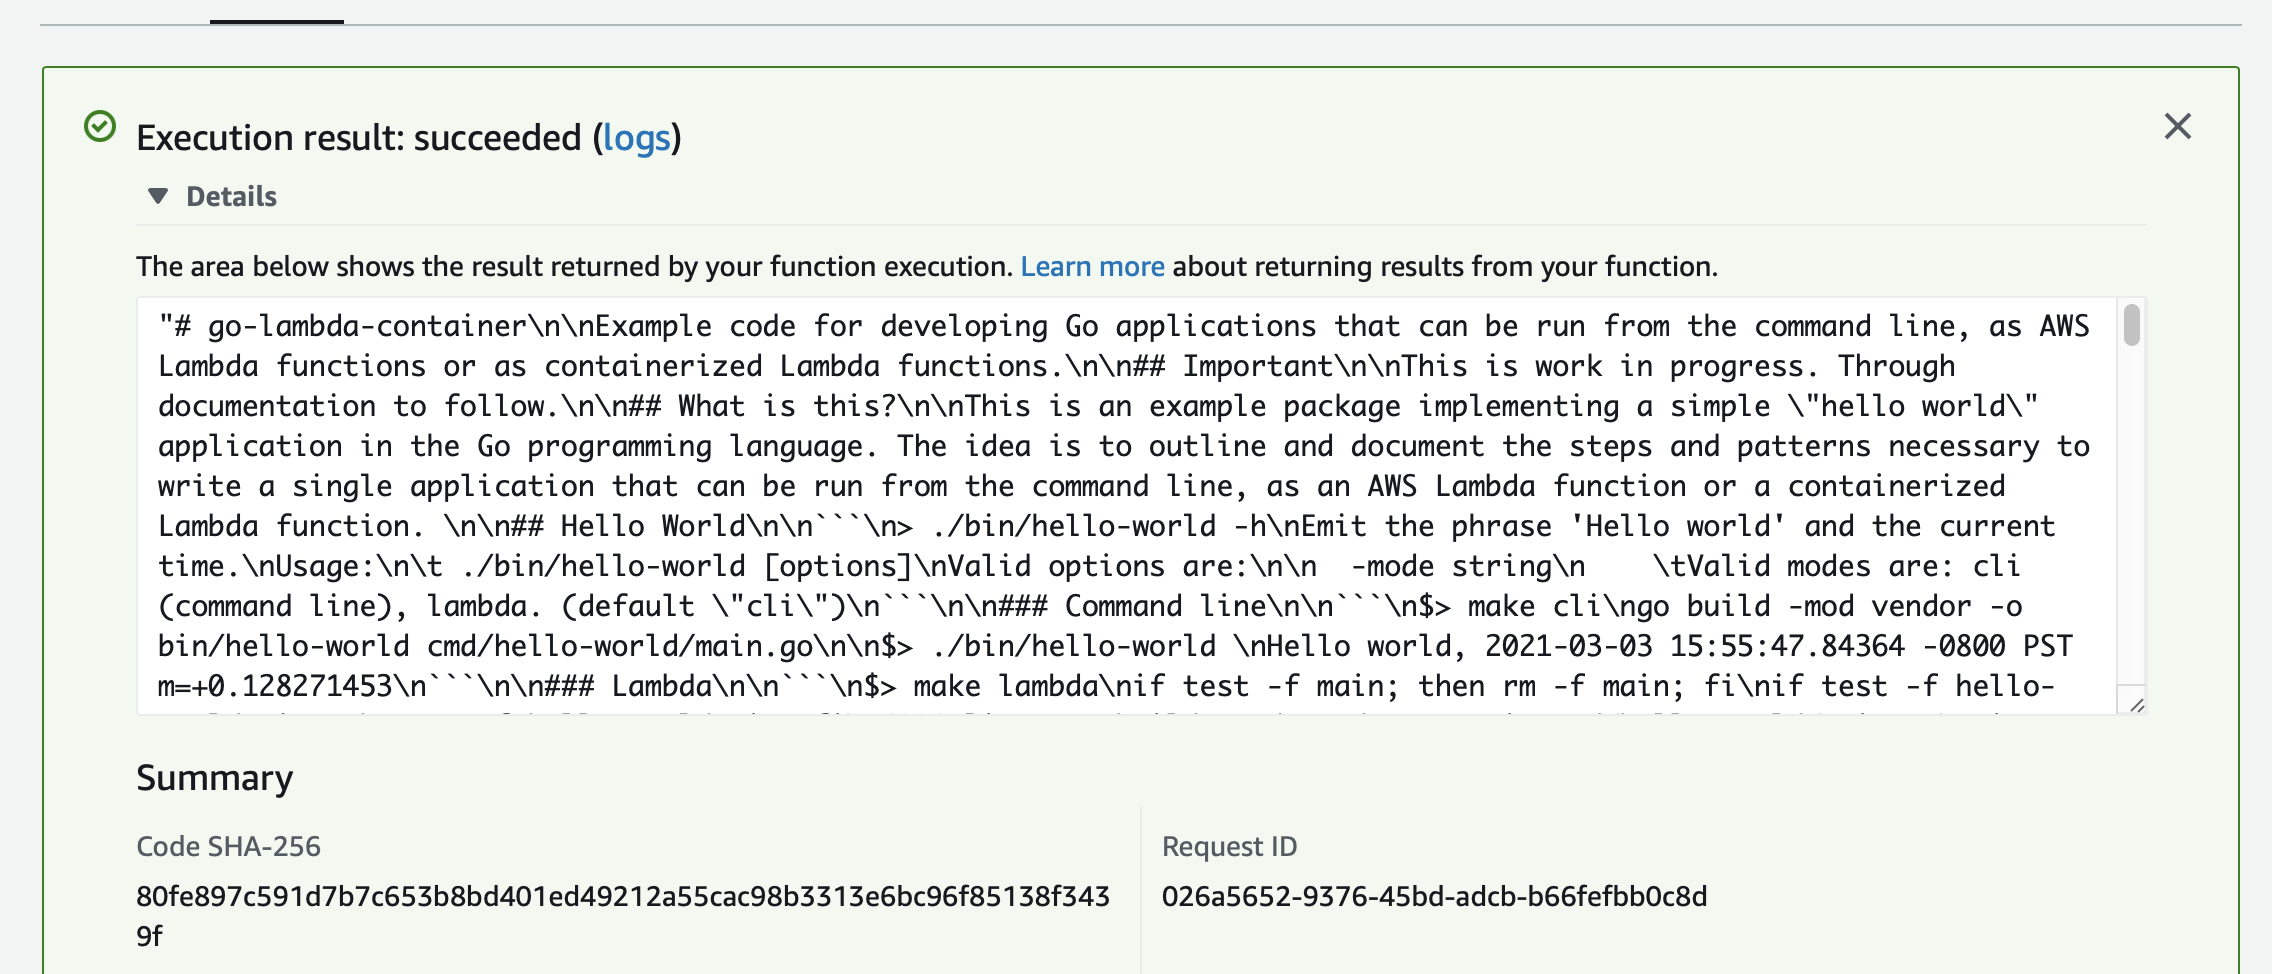 Execution result: succeeded (logs)
Details
The area below shows the result returned by your function execution. Learn more about returning results from your function.
"# go-lambda-container\n\nExample code for developing Go applications that can be run from the command line, as AWS
Lambda functions or as containerized Lambda functions.\n\n## Important\n\nThis is work in progress. Through
documentation to follow.\n\n## What is this?\n\nThis is an example package implementing a simple \"hello world\"
application in the Go programming language. The idea is to outline and document the steps and patterns necessary to
write a single application that can be run from the command line, as an AWS Lambda function or a containerized
Lambda function. \n\n## Hello World\n\n```\n> ./bin/hello-world -h\nEmit the phrase 'Hello world' and the current
time.\nUsage:\n\t ./bin/hello-world [options]\nValid options are:\n\n  -mode string\n    \tValid modes are: cli
(command line), lambda. (default \"cli\")\n```\n\n### Command line\n\n```\n$> make cli\ngo build -mod vendor -o
bin/hello-world cmd/hello-world/main.go\n\n$> ./bin/hello-world \nHello world, 2021-03-03 15:55:47.84364 -0800 PST
m=+0.128271453\n```\n\n### Lambda\n\n```\n$> make lambda\nif test -f main; then rm -f main; fi\nif test -f hello-
Summary
Code SHA-256
Request ID
80fe897c591d7b7c653b8bd401ed49212a55cac98b3313e6bc96f85138f343
9f
026a5652-9376-45bd-adcb-b66fefbb0c8d